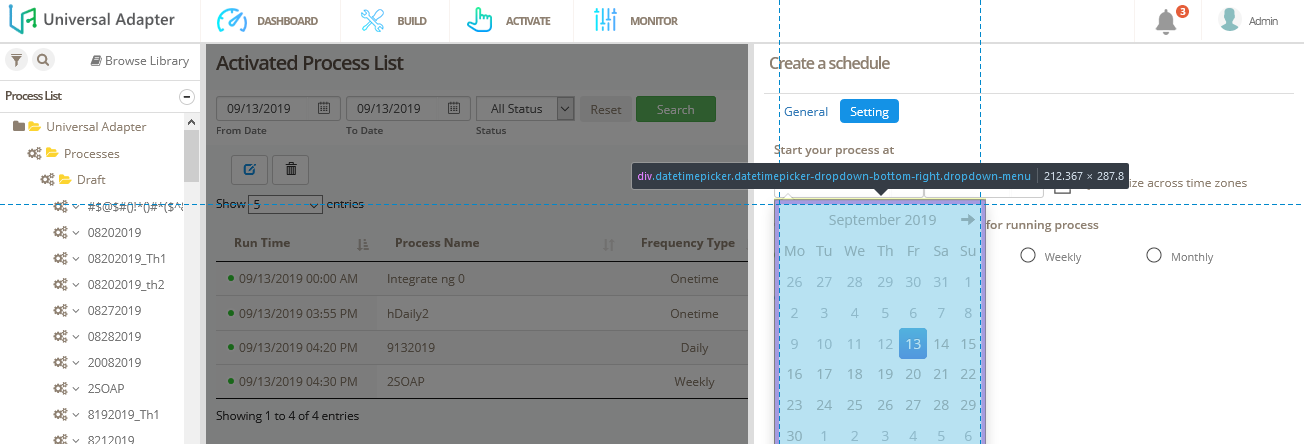 Universal Adapter
DASHBOARD
BUILD
ACTIVATE
MONITOR
3
Admin
Browse Library
Process List
Universal Adapter
Processes
Draft
#$@$#()!*()#*($^
08202019
08202019_Th1
08202019_th2
08272019
08282019
20082019
2SOAP
8192019_Th1
8212019
Activated Process List
09/13/2019
09/13/2019
All Status
Reset
Search
From Date
To Date
Status
Show 5 entries
Run Time Process Name Frequency Type
09/13/2019 00:00 AM Integrate ng 0 Onetime
09/13/2019 03:55 PM hDaily2 Onetime
09/13/2019 04:20 PM 9132019 Daily
09/13/2019 04:30 PM 2SOAP Weekly
Showing 1 to 4 of 4 entries
Create a schedule
General
Setting
Start your process at
div.datetimepicker.datetimepicker-dropdown-bottom-right.dropdown-menu 212.367 × 287.8
ize across time zones
for running process
Weekly
Monthly
September 2019
Mo Tu We Th Fr Sa Su
26 27 28 29 30 31 1
2 3 4 5 6 7 8
9 10 11 12 13 14 15
16 17 18 19 20 21 22
23 24 25 26 27 28 29
30 1 2 3 4 5 6